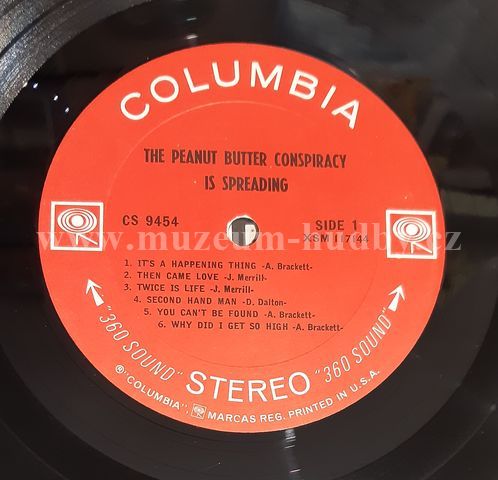 COLUMBIA
THE PEANUT BUTTER CONSPIRACY
IS SPREADING
CS 9454
SIDE 1
XSM 117144
www.muzeum-hudby.cz
1. IT'S A HAPPENING THING -A. Brackett-
2. THEN CAME LOVE -J. Merrill-
3. TWICE IS LIFE -J. Merrill-
4. SECOND HAND MAN -D. Dalton-
5. YOU CAN'T BE FOUND -A. Brackett-
6. WHY DID I GET SO HIGH -A. Brackett-
"360 SOUND" STEREO "360 SOUND"
®"COLUMBIA", MARCAS REG. PRINTED IN U.S.A.